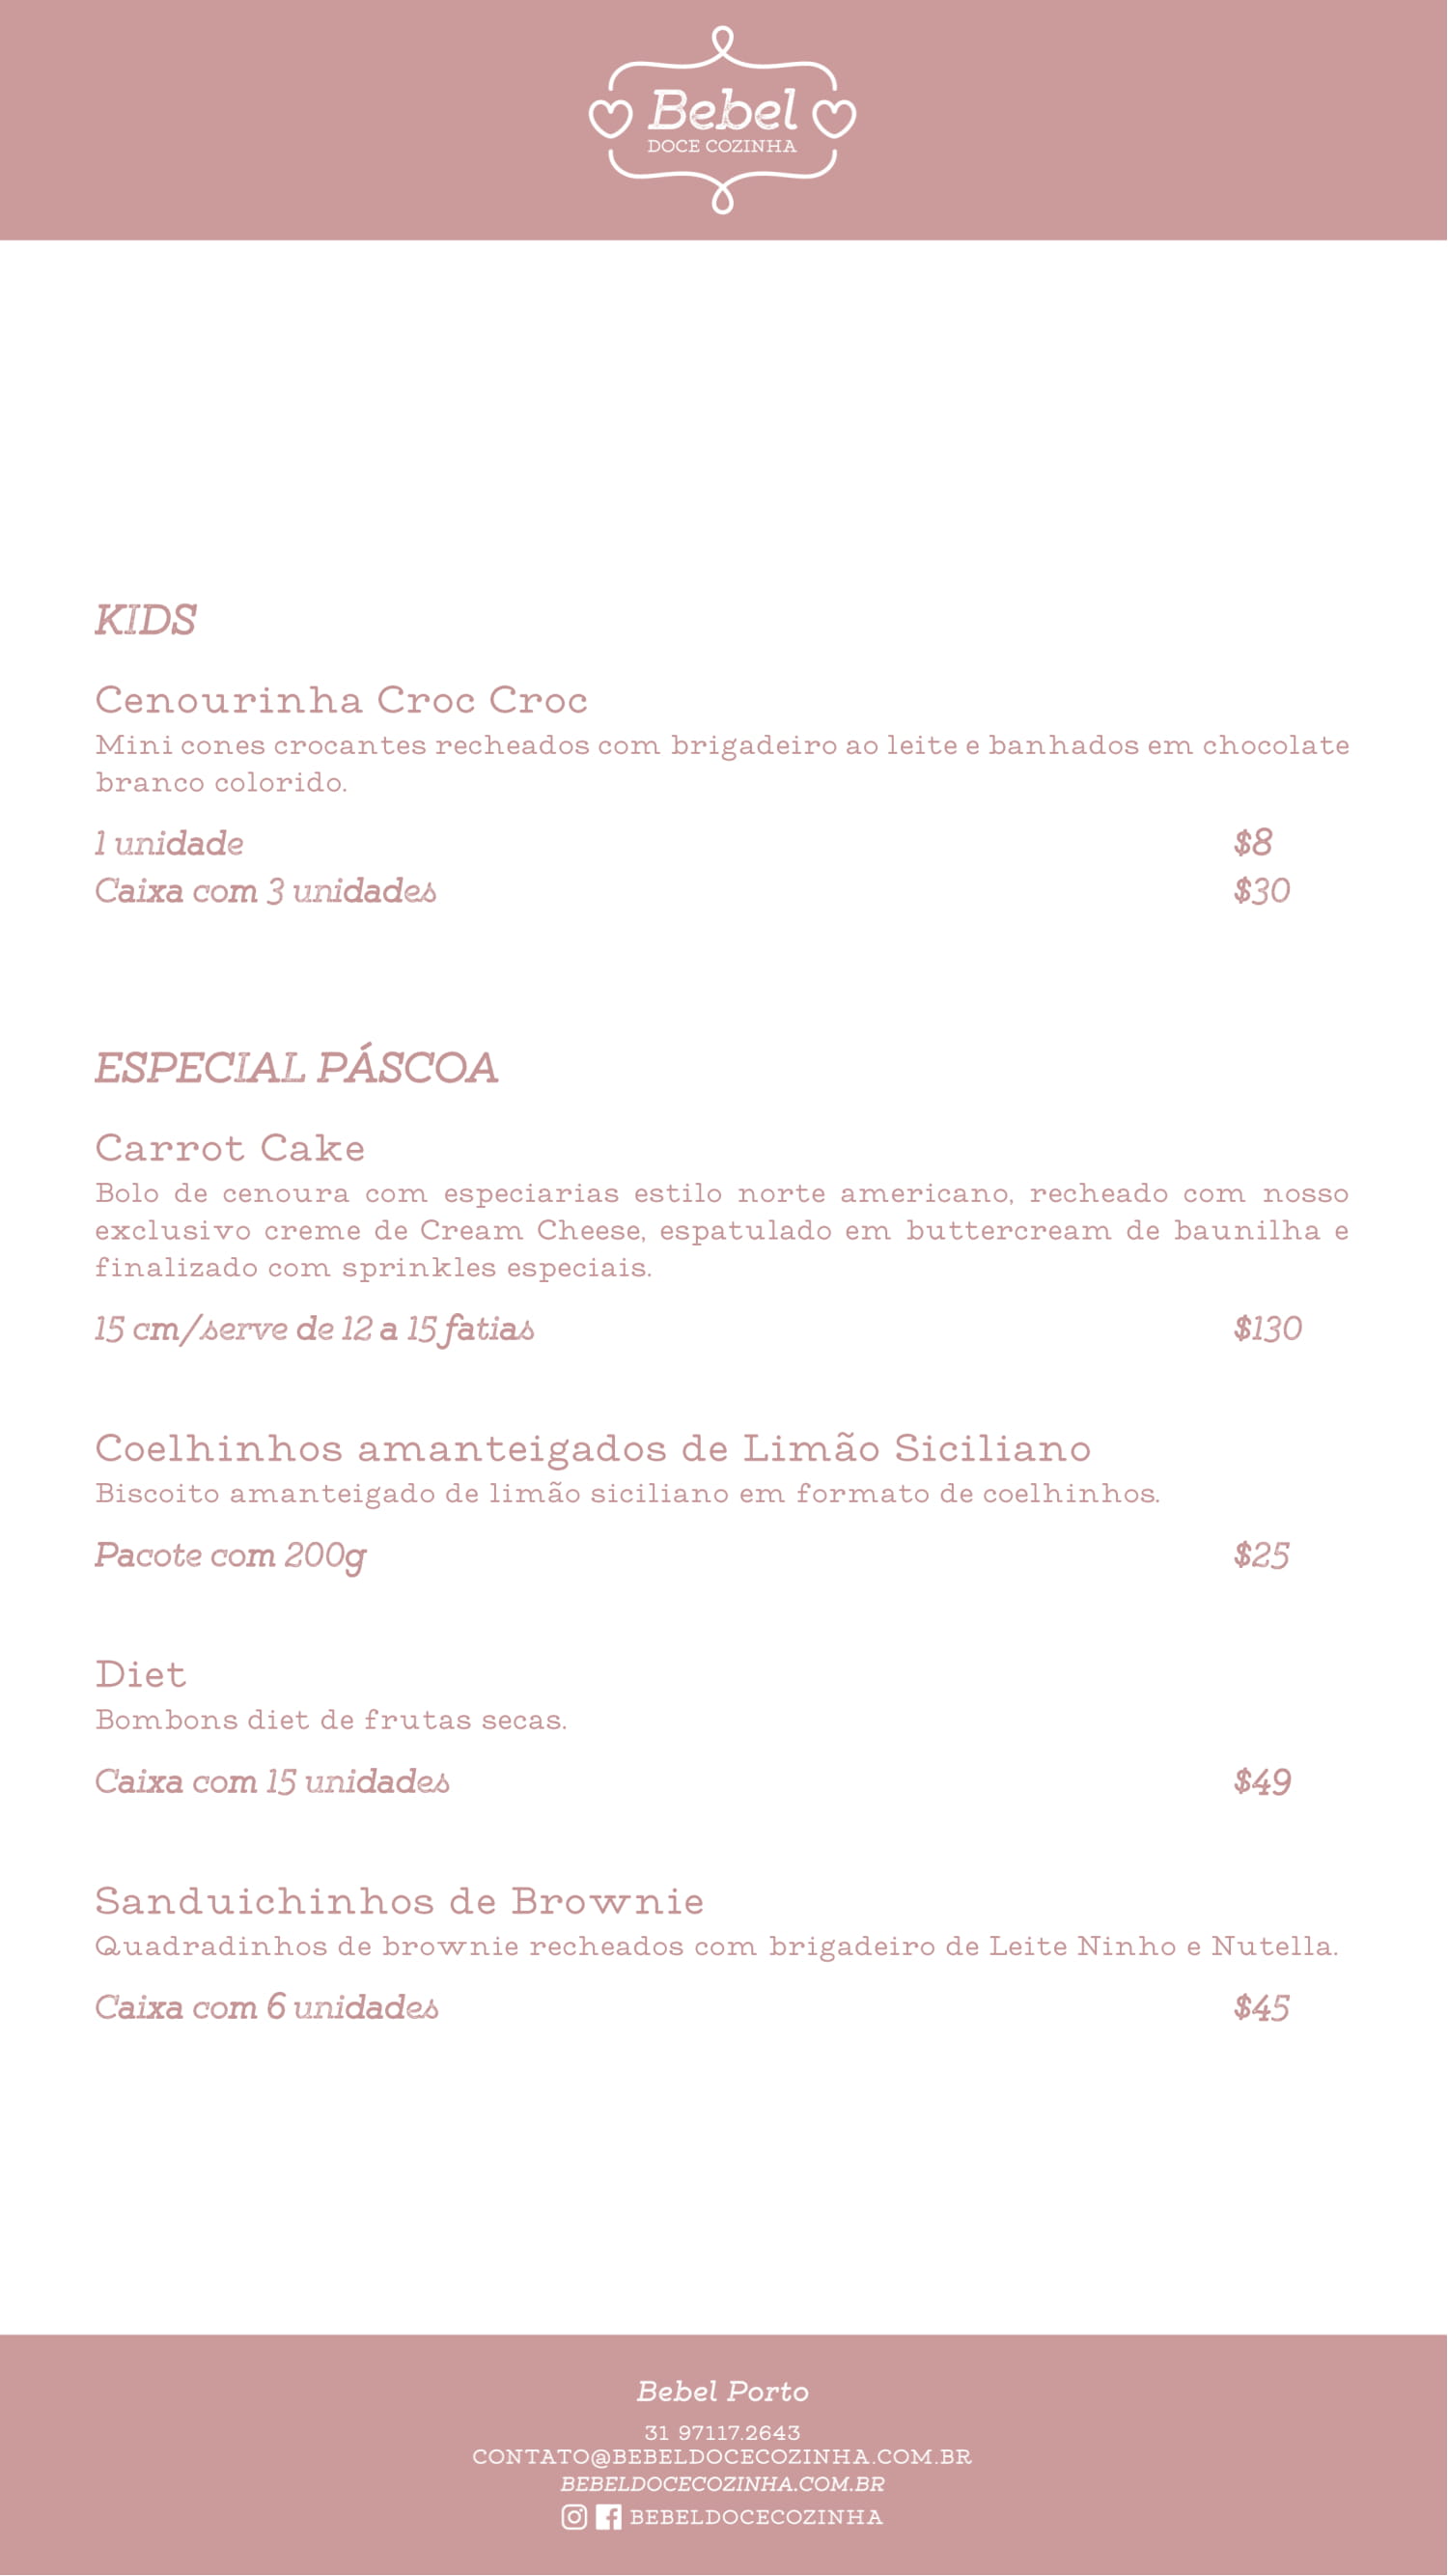 Bebel
DOCE COZINHA
KIDS
Cenourinha Croc Croc
Mini cones crocantes recheados com brigadeiro ao leite e banhados em chocolate
branco colorido.
1 unidade $8
Caixa com 3 unidades $30
ESPECIAL PÁSCOA
Carrot Cake
Bolo de cenoura com especiarias estilo norte americano, recheado com nosso
exclusivo creme de Cream Cheese, espatulado em buttercream de baunilha e
finalizado com sprinkles especiais.
15 cm/serve de 12 a 15 fatias $130
Coelhinhos amanteigados de Limão Siciliano
Biscoito amanteigado de limão siciliano em formato de coelhinhos.
Pacote com 200g $25
Diet
Bombons diet de frutas secas.
Caixa com 15 unidades $49
Sanduichinhos de Brownie
Quadradinhos de brownie recheados com brigadeiro de Leite Ninho e Nutella.
Caixa com 6 unidades $45
Bebel Porto
31 97117.2643
CONTATO@BEBELDOCECOZINHA.COM.BR
BEBELDOCECOZINHA.COM.BR
BEBELDOCECOZINHA